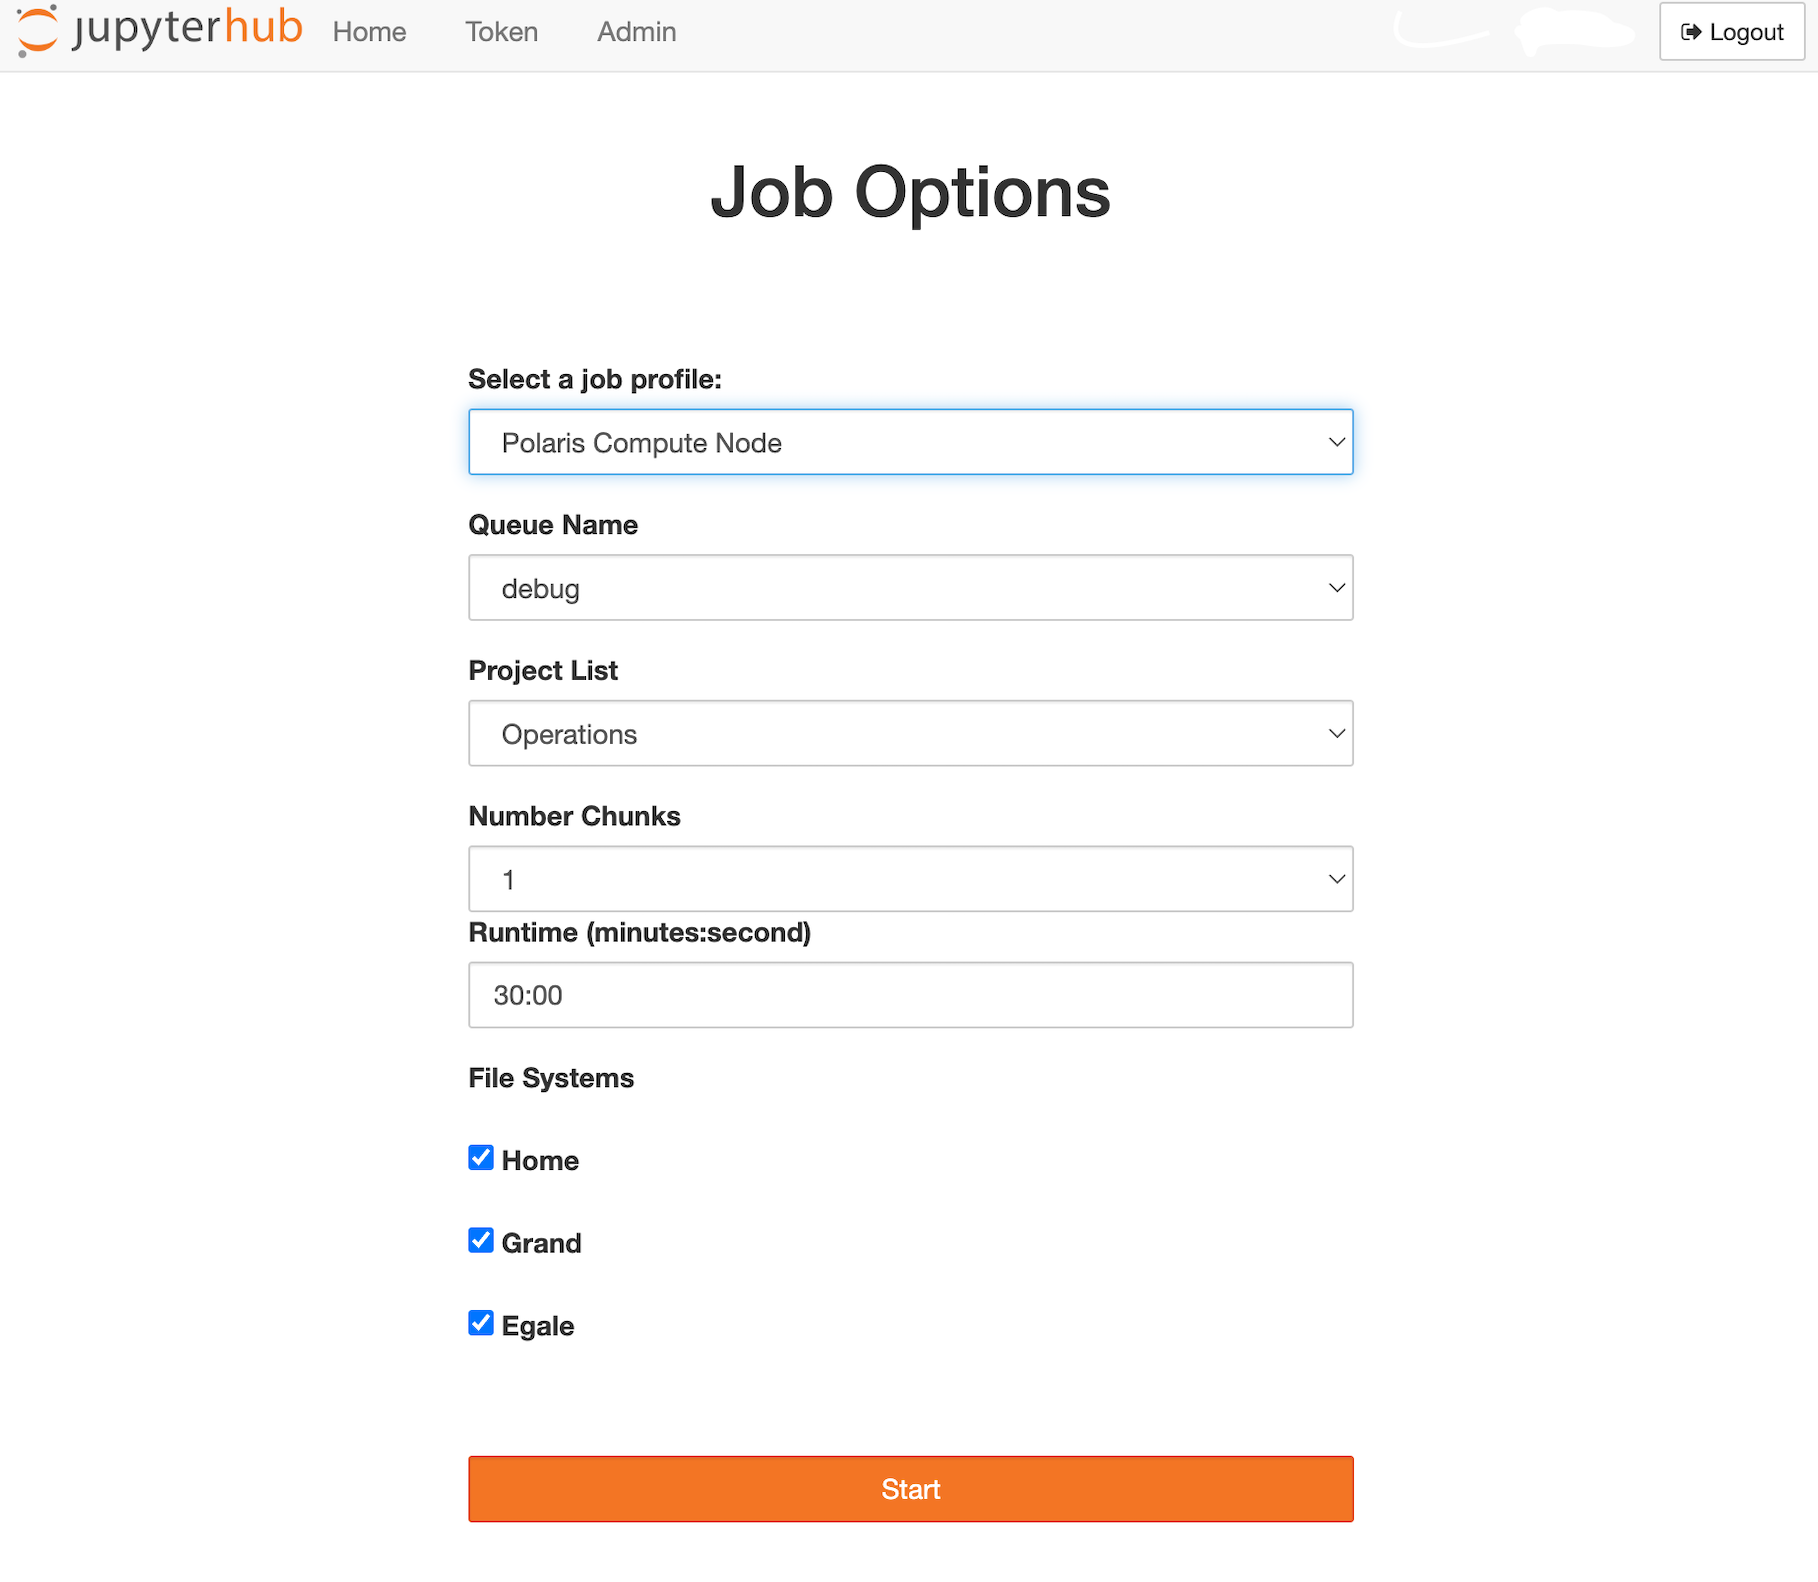 jupyterhub Home Token Admin Logout
Job Options
Select a job profile:
Polaris Compute Node
Queue Name
debug
Project List
Operations
Number Chunks
1
Runtime (minutes:second)
30:00
File Systems
Home
Grand
Egale
Start